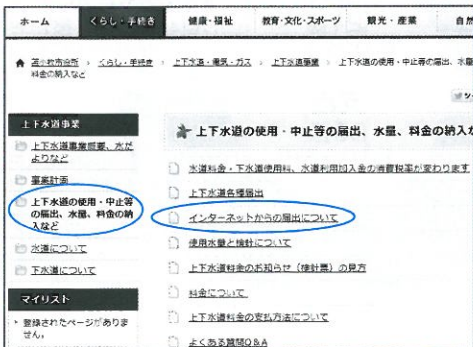 ホーム くらし・手続き 健康・福祉 教育・文化・スポーツ 観光・産業 自然
苫小牧市役所 > くらし・手続き > 上下水道・電気・ガス > 上下水道事業 > 上下水道の使用・中止等の届出、水量
料金の納入など
上下水道事業
上下水道事業概要、水だ
よりなど
事業計画
上下水道の使用・中止等
の届出、水量、料金の納
入など
水道について
下水道について
マイリスト
登録されたページがありま
せん。
上下水道の使用・中止等の届出、水量、料金の納入な
水道料金・下水道使用料、水道利用加入金の消費税率が変わります
上下水道各種届出
インターネットからの届出について
使用水量と検針について
上下水道料金のお知らせ（検針票）の見方
料金について
上下水道料金の支払方法について
よくある質問Q&A